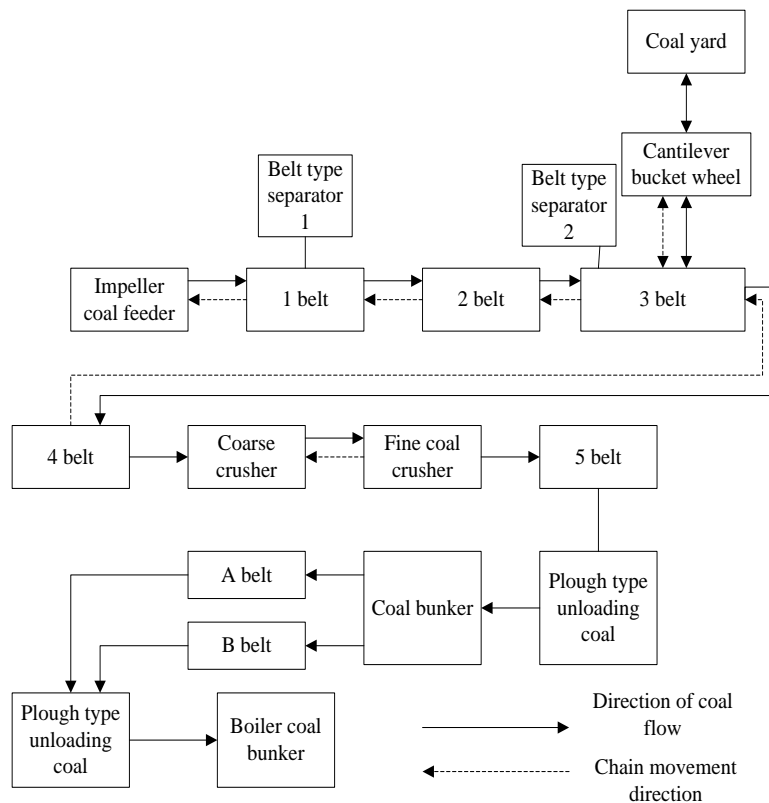 Coal yard
Cantilever
bucket wheel
Belt type
separator
1
Belt type
separator
2
Impeller
coal feeder
1 belt
2 belt
3 belt
4 belt
Coarse
crusher
Fine coal
crusher
5 belt
A belt
B belt
Coal bunker
Plough type
unloading
coal
Plough type
unloading
coal
Boiler coal
bunker
Direction of coal
flow
Chain movement
direction